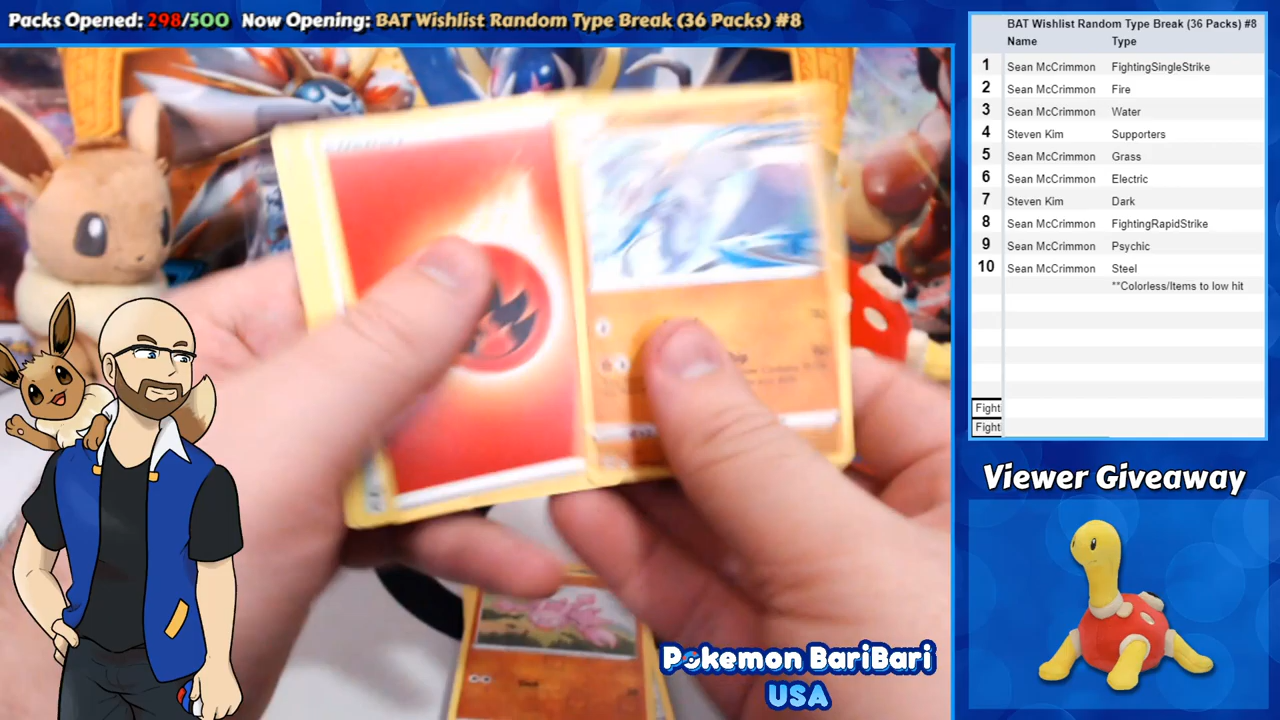 Packs Opened: 298/500 Now Opening: BAT Wishlist Random Type Break (36 Packs) #8
BAT Wishlist Random Type Break (36 Packs) #8
Name Type
1 Sean McCrimmon FightingSingleStrike
2 Sean McCrimmon Fire
3 Sean McCrimmon Water
4 Steven Kim Supporters
5 Sean McCrimmon Grass
6 Sean McCrimmon Electric
7 Steven Kim Dark
8 Sean McCrimmon FightingRapidStrike
9 Sean McCrimmon Psychic
10 Sean McCrimmon Steel
**Colorless/Items to low hit
Fight
Fight
Viewer Giveaway
Pokemon BariBari
USA